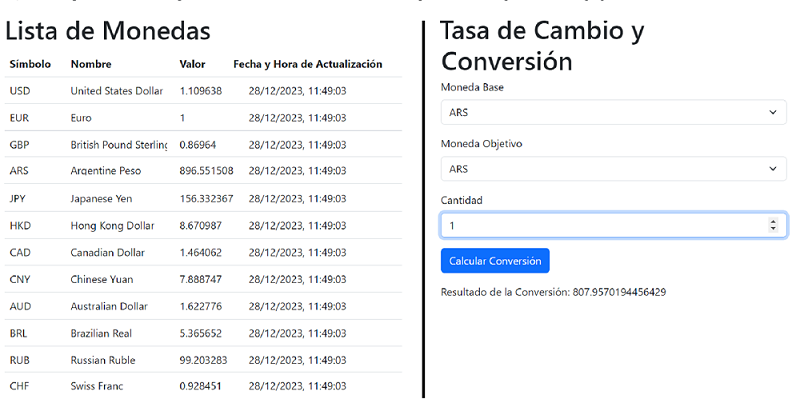 Lista de Monedas
Símbolo Nombre Valor Fecha y Hora de Actualización
USD United States Dollar 1.109638 28/12/2023, 11:49:03
EUR Euro 1 28/12/2023, 11:49:03
GBP British Pound Sterling 0.86964 28/12/2023, 11:49:03
ARS Argentine Peso 896.551508 28/12/2023, 11:49:03
JPY Japanese Yen 156.332367 28/12/2023, 11:49:03
HKD Hong Kong Dollar 8.670987 28/12/2023, 11:49:03
CAD Canadian Dollar 1.464062 28/12/2023, 11:49:03
CNY Chinese Yuan 7.888747 28/12/2023, 11:49:03
AUD Australian Dollar 1.622776 28/12/2023, 11:49:03
BRL Brazilian Real 5.365652 28/12/2023, 11:49:03
RUB Russian Ruble 99.203283 28/12/2023, 11:49:03
CHF Swiss Franc 0.928451 28/12/2023, 11:49:03
Tasa de Cambio y
Conversión
Moneda Base
ARS
Moneda Objetivo
ARS
Cantidad
1
Calcular Conversión
Resultado de la Conversión: 807.9570194456429